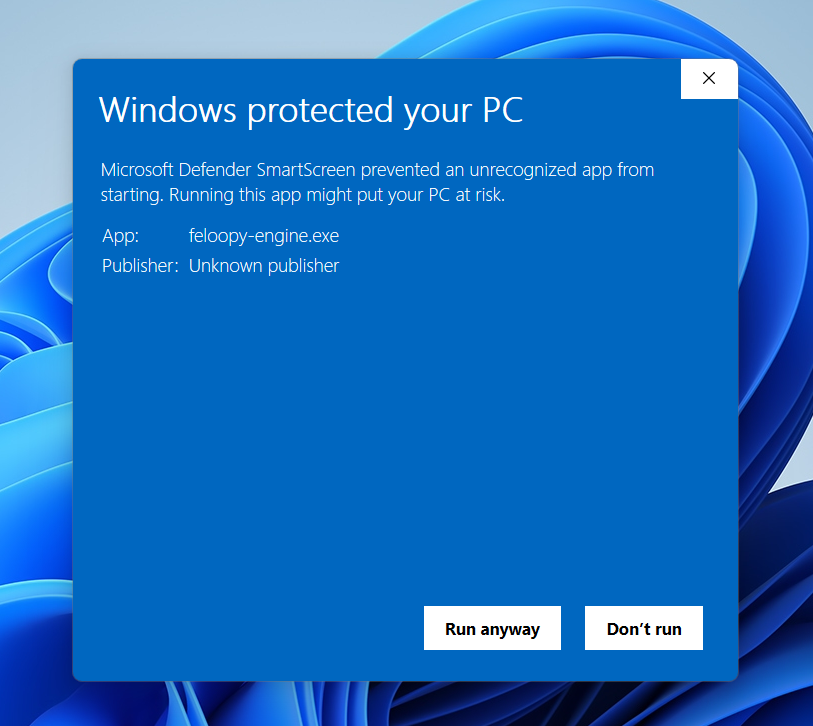 Windows protected your PC
Microsoft Defender SmartScreen prevented an unrecognized app from
starting. Running this app might put your PC at risk.
App: feloopy-engine.exe
Publisher: Unknown publisher
Run anyway Don’t run